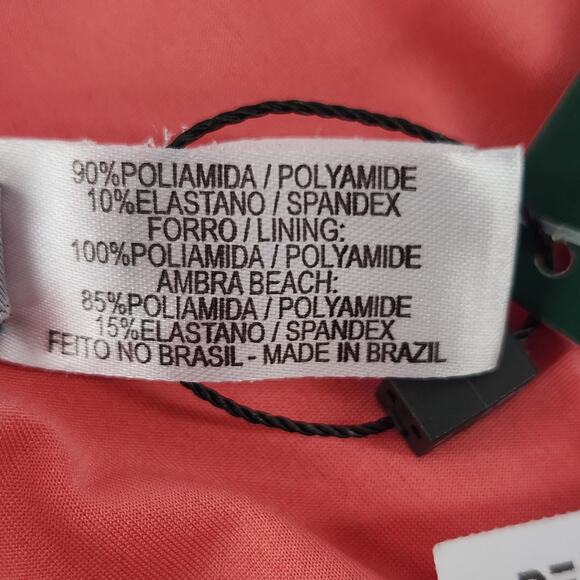 90%POLIAMIDA / POLYAMIDE
10%ELASTANO / SPANDEX
FORRO / LINING:
100%POLIAMIDA / POLYAMIDE
AMBRA BEACH:
85%POLIAMIDA / POLYAMIDE
15%ELASTANO / SPANDEX
FEITO NO BRASIL - MADE IN BRAZIL